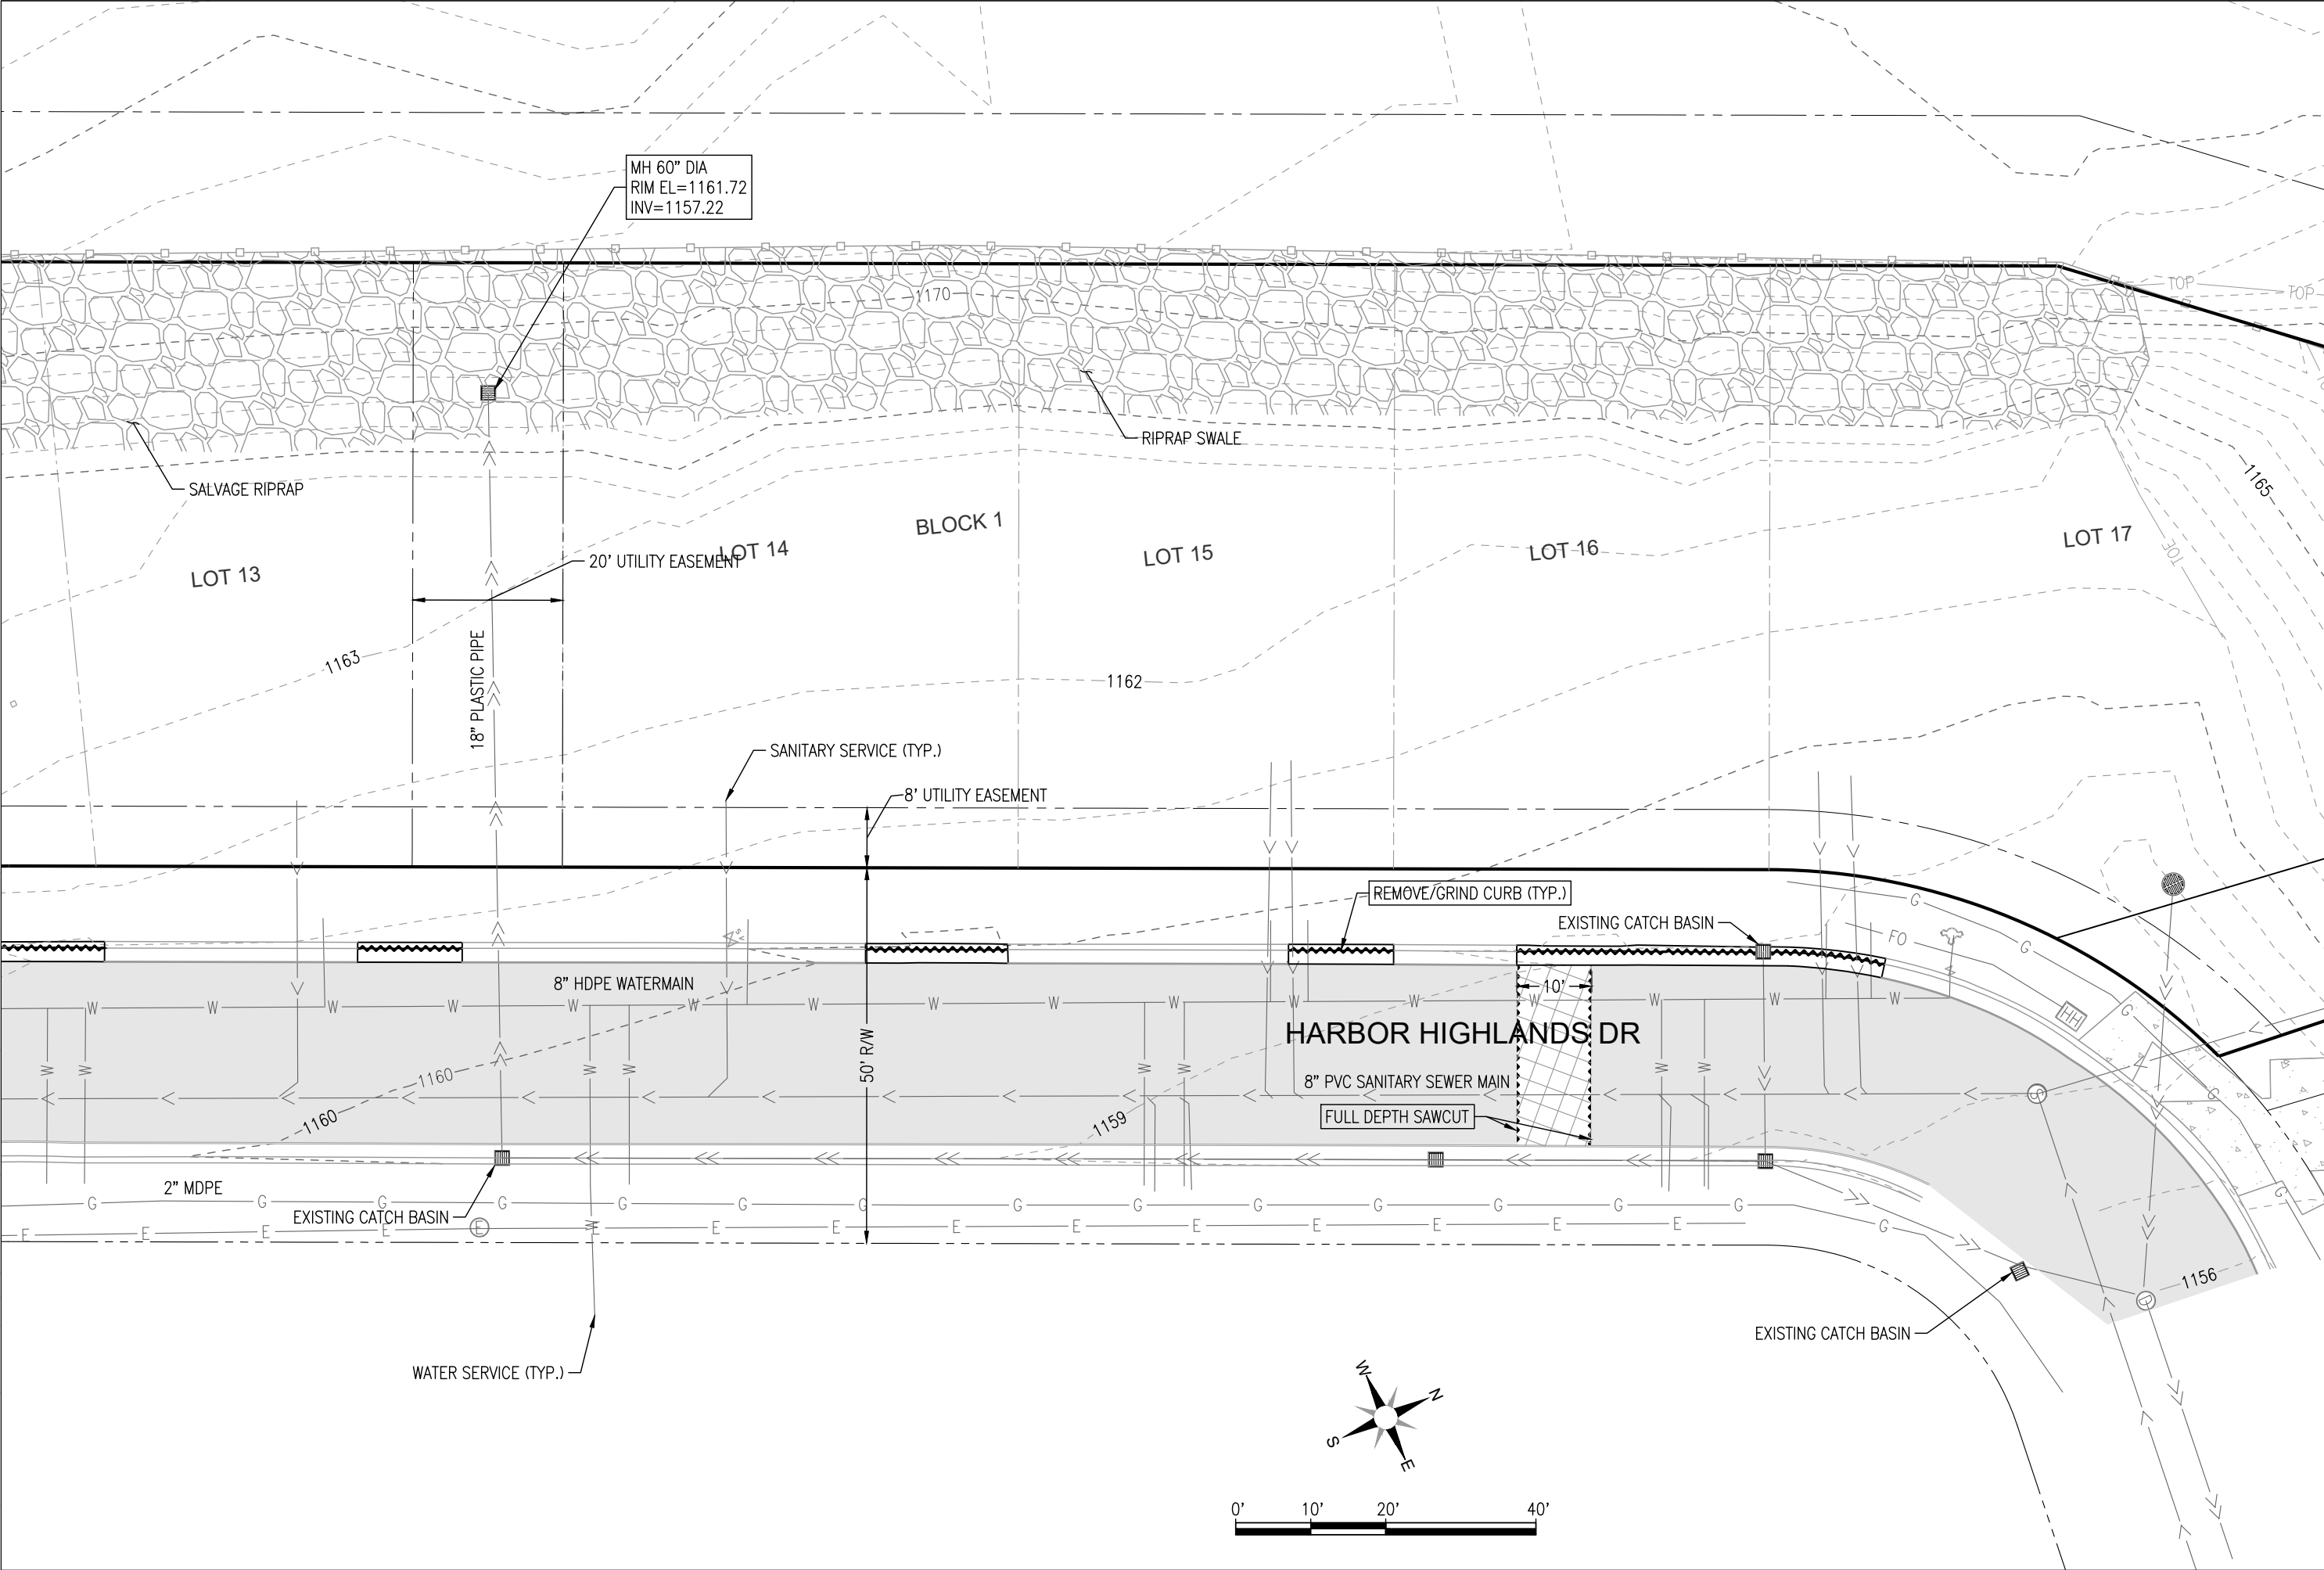 MH 60" DIA
RIM EL=1161.72
INV=1157.22
1170
TOP
TOP
RIPRAP SWALE
SALVAGE RIPRAP
1165
BLOCK 1
LOT 13
LOT 14
LOT 15
LOT 16
LOT 17
20' UTILITY EASEMENT
TOE
18" PLASTIC PIPE
1163
1162
SANITARY SERVICE (TYP.)
8' UTILITY EASEMENT
REMOVE/GRIND CURB (TYP.)
EXISTING CATCH BASIN
G
G
FO
8" HDPE WATERMAIN
10'
W W W W W W W W W W W W W W W W
HH
G
HARBOR HIGHLANDS DR
50' R/W
W W W W W W W W
1160
8" PVC SANITARY SEWER MAIN
S
G
1160
1159
FULL DEPTH SAWCUT
2" MDPE
G G G G G G G G G G G G G G
G
G
EXISTING CATCH BASIN
E E E E E E E E E E E E E E E
W
1156
D
EXISTING CATCH BASIN
WATER SERVICE (TYP.)
W
N
S
E
0' 10' 20' 40'